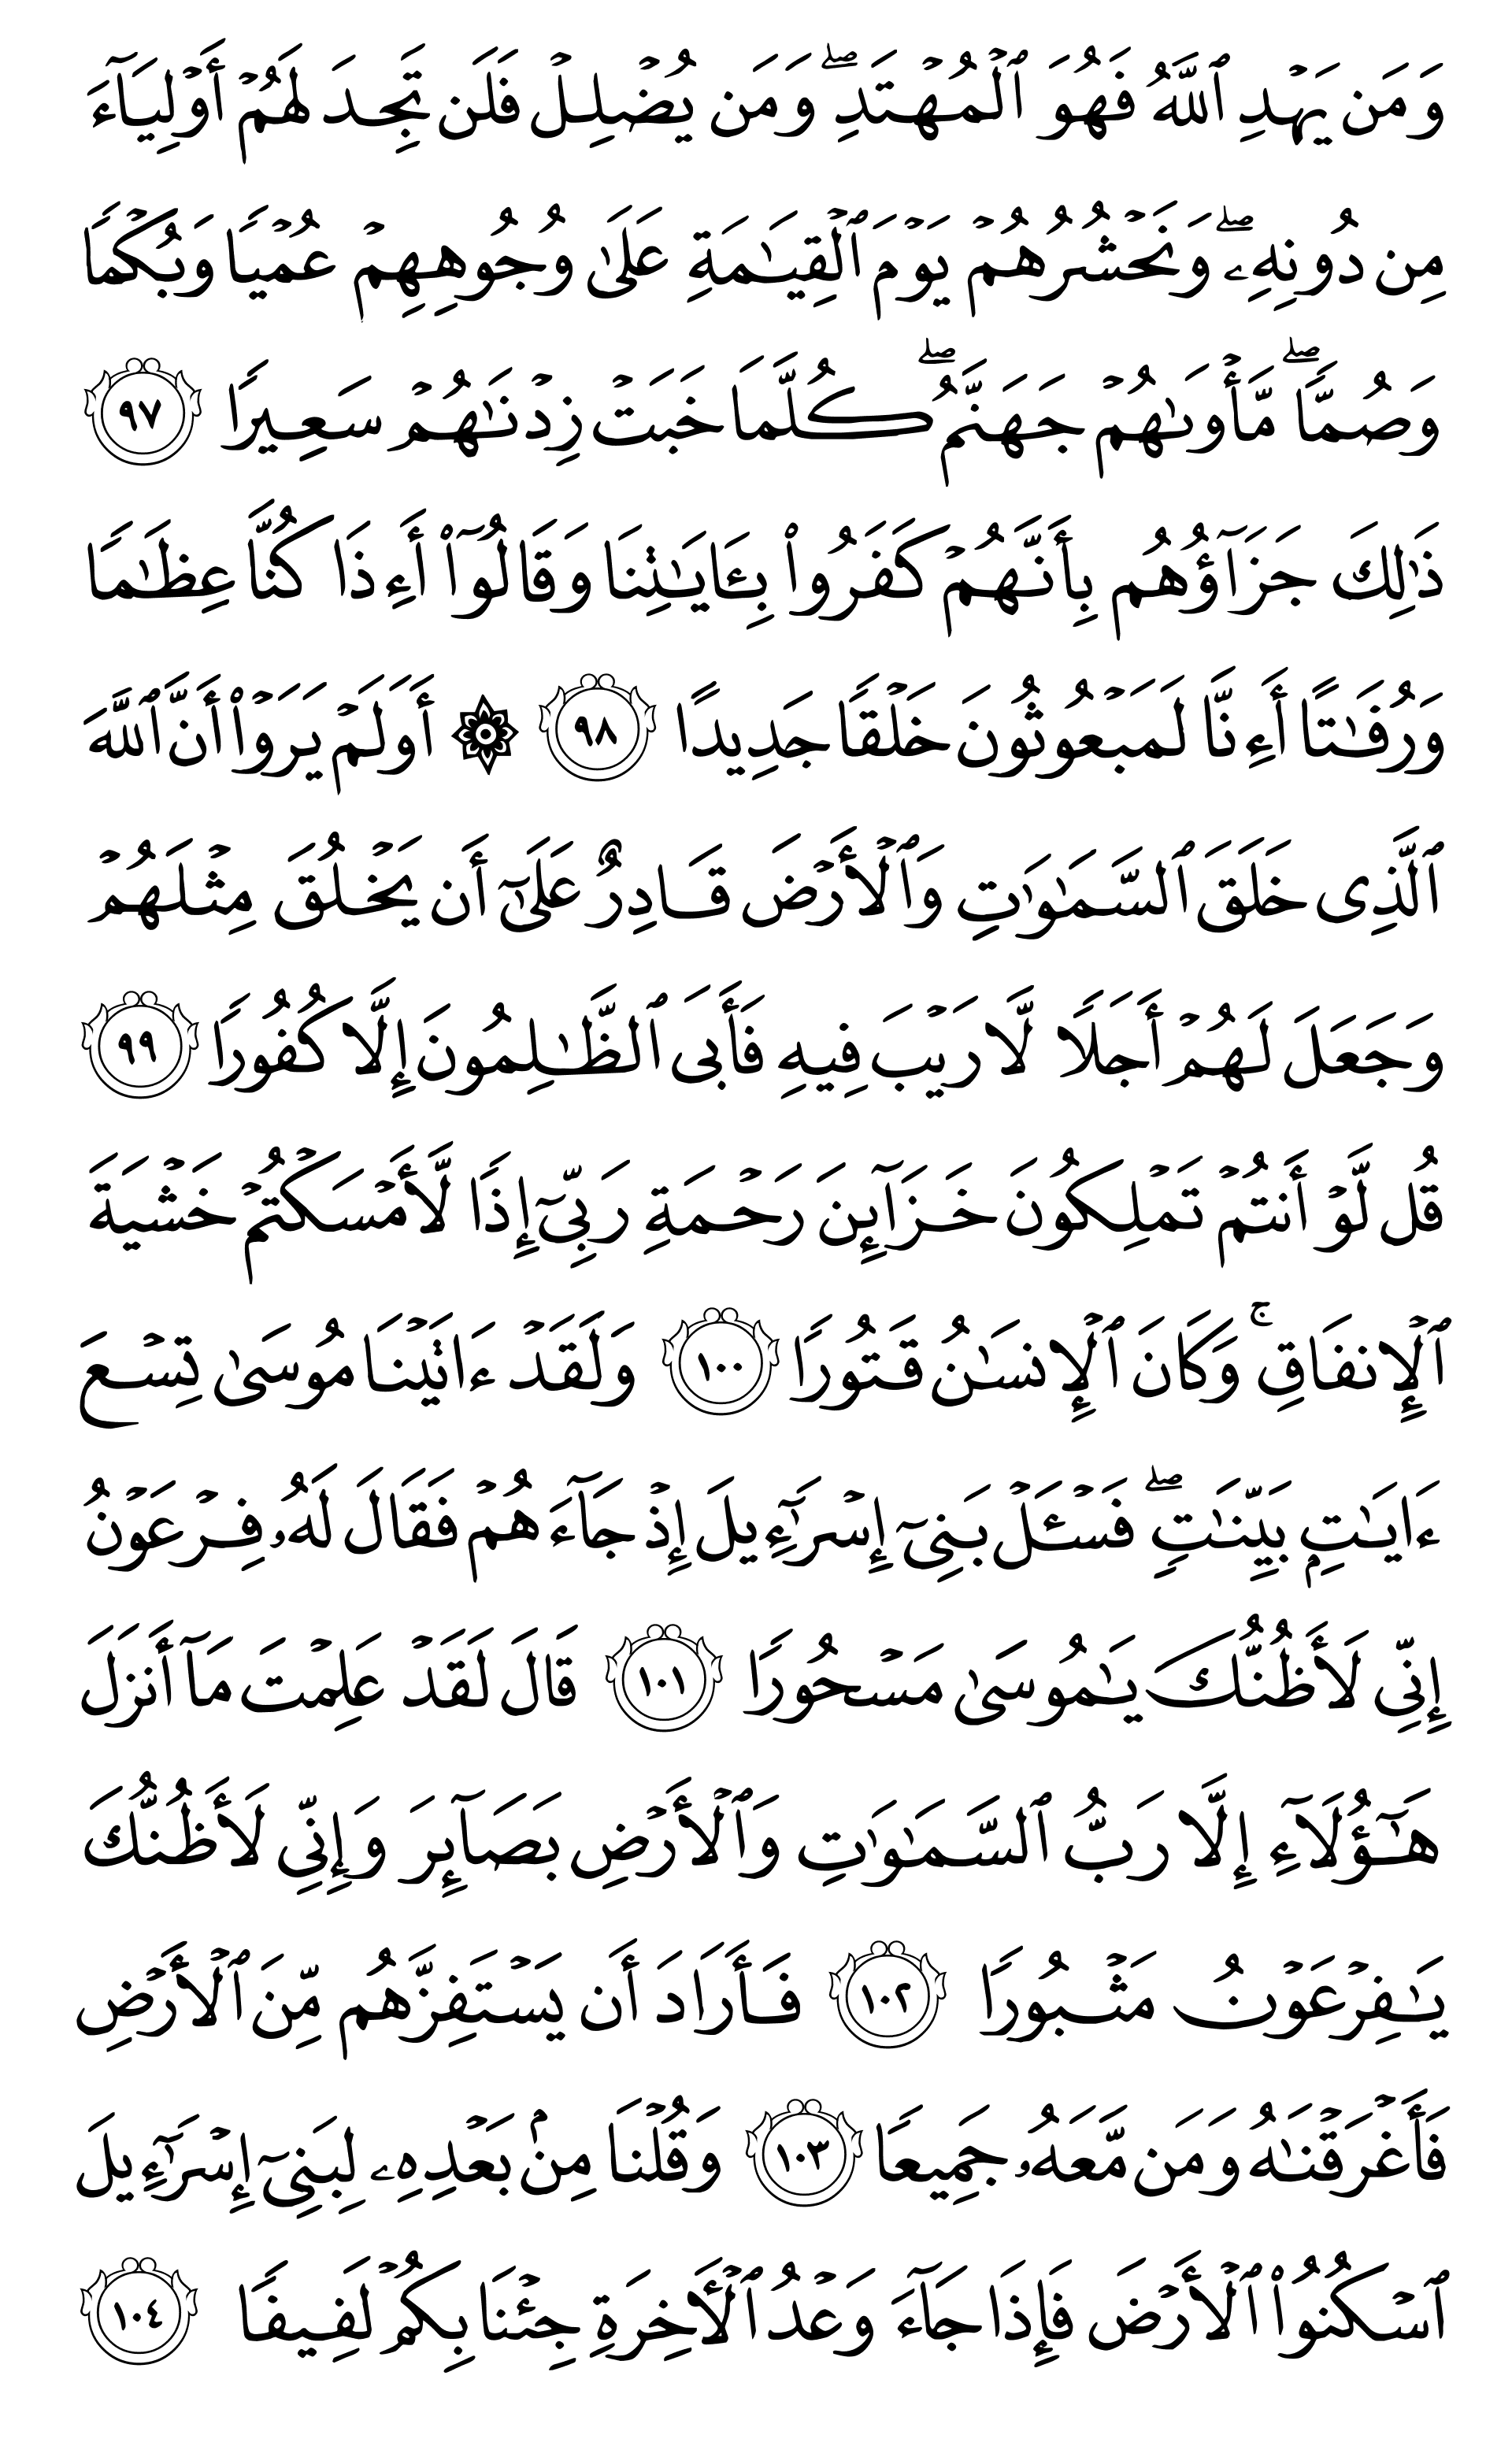 وَمَن يَهْدِ ٱللَّهُ فَهُوَ ٱلْمُهْتَدِ ۖ وَمَن يُضْلِلْ فَلَن تَجِدَ لَهُمْ أَوْلِيَآءَ
مِن دُونِهِۦ ۖ وَنَحْشُرُهُمْ يَوْمَ ٱلْقِيَـٰمَةِ عَلَىٰ وُجُوهِهِمْ عُمْيًا وَبُكْمًا
وَصُمًّا ۖ مَّأْوَىٰهُمْ جَهَنَّمُ ۖ كُلَّمَا خَبَتْ زِدْنَـٰهُمْ سَعِيرًا ٩٧
ذَٰلِكَ جَزَآؤُهُم بِأَنَّهُمْ كَفَرُوا۟ بِـَٔايَـٰتِنَا وَقَالُوٓا۟ أَءِذَا كُنَّا عِظَـٰمًا
وَرُفَـٰتًا أَءِنَّا لَمَبْعُوثُونَ خَلْقًا جَدِيدًا ٩٨ ۞ أَوَلَمْ يَرَوْا۟ أَنَّ ٱللَّهَ
ٱلَّذِى خَلَقَ ٱلسَّمَـٰوَٰتِ وَٱلْأَرْضَ قَادِرٌ عَلَىٰٓ أَن يَخْلُقَ مِثْلَهُمْ
وَجَعَلَ لَهُمْ أَجَلًا لَّا رَيْبَ فِيهِ فَأَبَى ٱلظَّـٰلِمُونَ إِلَّا كُفُورًا ٩٩
قُل لَّوْ أَنتُمْ تَمْلِكُونَ خَزَآئِنَ رَحْمَةِ رَبِّىٓ إِذًا لَّأَمْسَكْتُمْ خَشْيَةَ
ٱلْإِنفَاقِ ۚ وَكَانَ ٱلْإِنسَـٰنُ قَتُورًا ١٠٠ وَلَقَدْ ءَاتَيْنَا مُوسَىٰ تِسْعَ
ءَايَـٰتٍۭ بَيِّنَـٰتٍ ۖ فَسْـَٔلْ بَنِىٓ إِسْرَٰٓءِيلَ إِذْ جَآءَهُمْ فَقَالَ لَهُۥ فِرْعَوْنُ
إِنِّى لَأَظُنُّكَ يَـٰمُوسَىٰ مَسْحُورًا ١٠١ قَالَ لَقَدْ عَلِمْتَ مَآ أَنزَلَ
هَـٰٓؤُلَآءِ إِلَّا رَبُّ ٱلسَّمَـٰوَٰتِ وَٱلْأَرْضِ بَصَآئِرَ وَإِنِّى لَأَظُنُّكَ
يَـٰفِرْعَوْنُ مَثْبُورًا ١٠٢ فَأَرَادَ أَن يَسْتَفِزَّهُم مِّنَ ٱلْأَرْضِ
فَأَغْرَقْنَـٰهُ وَمَن مَّعَهُۥ جَمِيعًا ١٠٣ وَقُلْنَا مِنۢ بَعْدِهِۦ لِبَنِىٓ إِسْرَٰٓءِيلَ
ٱسْكُنُوا۟ ٱلْأَرْضَ فَإِذَا جَآءَ وَعْدُ ٱلْـَٔاخِرَةِ جِئْنَا بِكُمْ لَفِيفًا ١٠٤